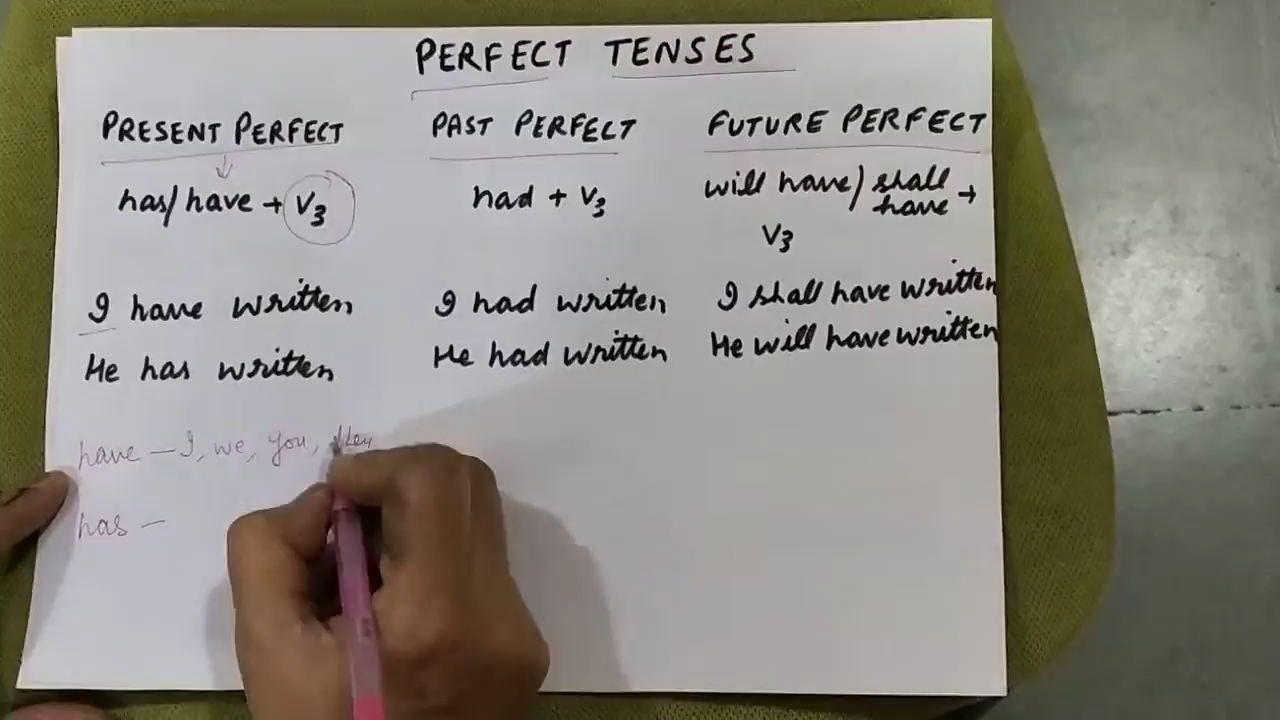 PERFECT TENSES
PRESENT PERFECT
has/have + V3
I have written
He has written
have – I, we, you, they
has –
PAST PERFECT
had + V3
I had written
He had written
FUTURE PERFECT
will have / shall have +
V3
I shall have written
He will have written